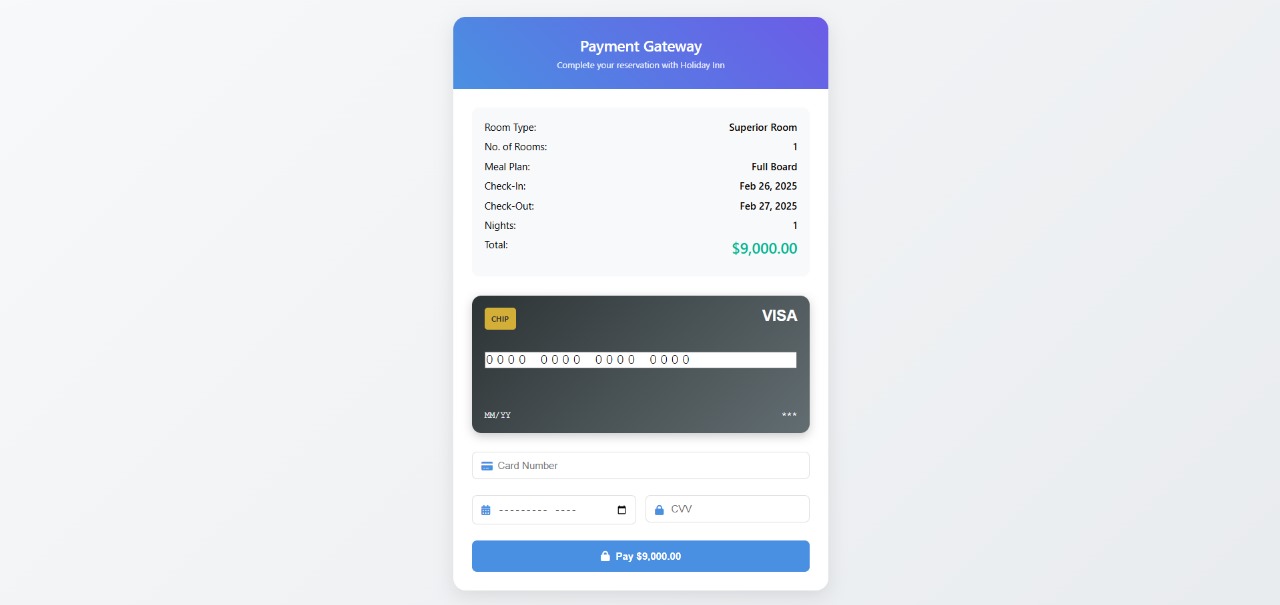 Payment Gateway
Complete your reservation with Holiday Inn
Room Type: Superior Room
No. of Rooms: 1
Meal Plan: Full Board
Check-In: Feb 26, 2025
Check-Out: Feb 27, 2025
Nights: 1
Total: $9,000.00
CHIP VISA
0000 0000 0000 0000
MM/YY ***
Card Number
--------- ---- CVV
Pay $9,000.00